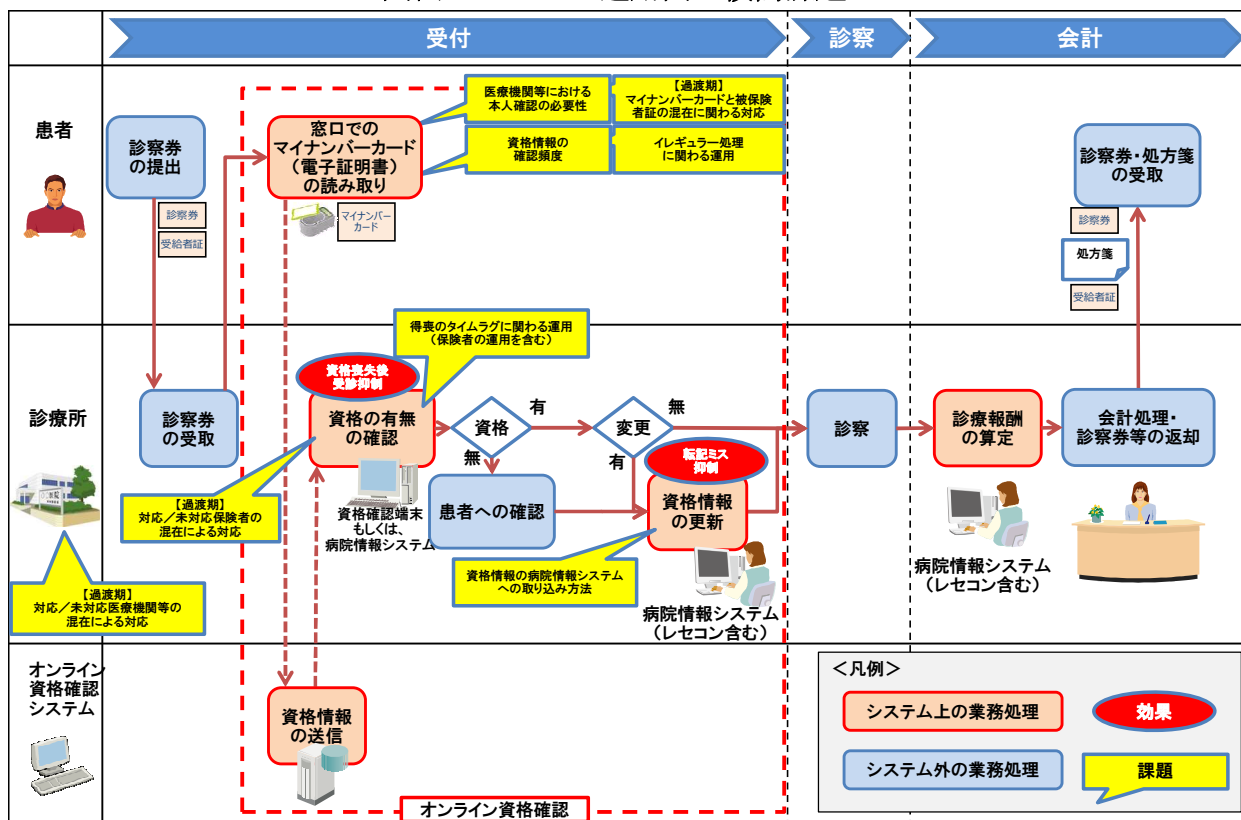 受付
診察
会計
患者
診察券
の提出
診察券
受給者証
窓口での
マイナンバーカード
(電子証明書)
の読み取り
マイナンバー
カード
医療機関等における
本人確認の必要性
【過渡期】
マイナンバーカードと被保険
者証の混在に関わる対応
資格情報の
確認頻度
イレギュラー処理
に関わる運用
診察券・処方箋
の受取
診察券
処方箋
受給者証
診療所
診察券
の受取
得喪のタイムラグに関わる運用
(保険者の運用を含む)
資格喪失後
受診抑制
資格の有無
の確認
資格
有
無
変更
無
有
患者への確認
転記ミス
抑制
資格情報
の更新
資格確認端末
もしくは、
病院情報システム
【過渡期】
対応/未対応保険者の
混在による対応
資格情報の病院情報システム
への取り込み方法
病院情報システム
(レセコン含む)
【過渡期】
対応/未対応医療機関等の
混在による対応
診察
診療報酬
の算定
会計処理・
診察券等の返却
病院情報システム
(レセコン含む)
オンライン
資格確認
システム
資格情報
の送信
オンライン資格確認
<凡例>
システム上の業務処理
効果
システム外の業務処理
課題